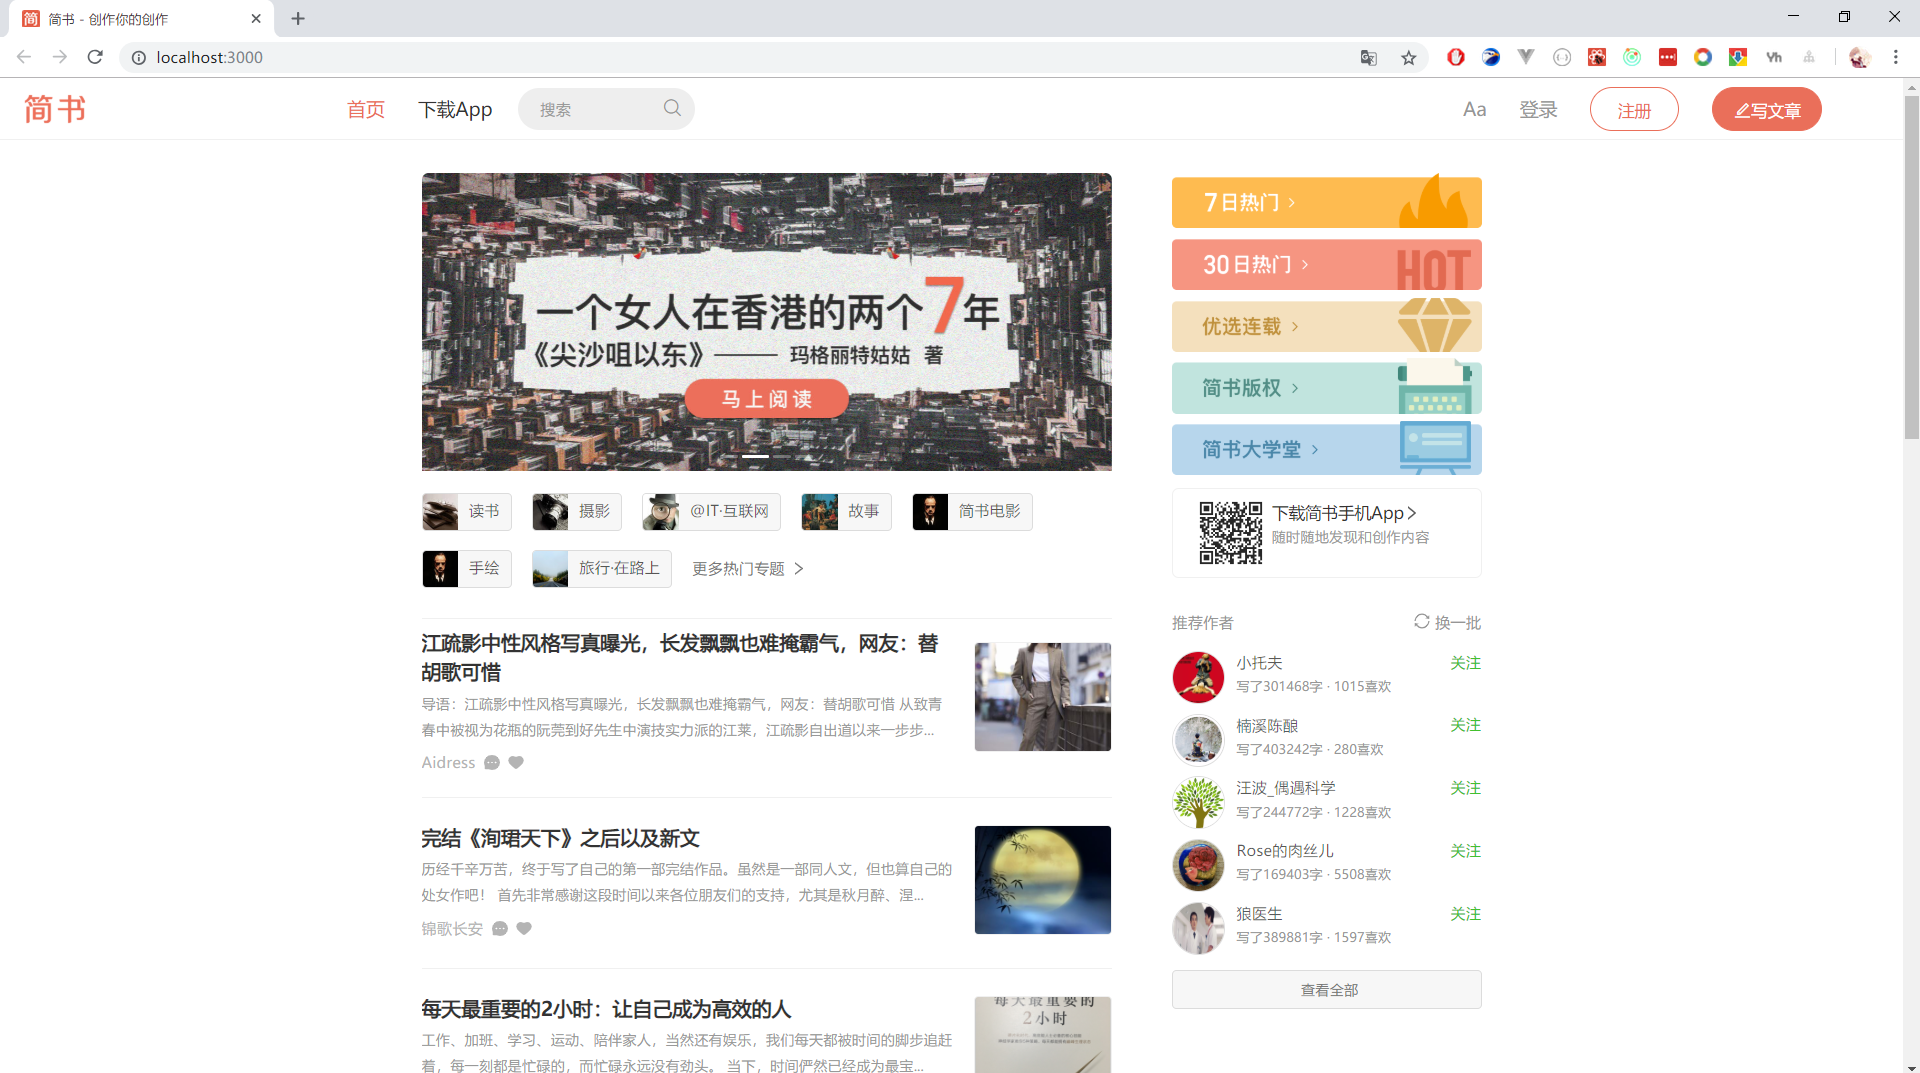 简书 - 创作你的创作
localhost:3000
简书
首页
下载App
搜索
Aa
登录
注册
写文章
一个女人在香港的两个7年
《尖沙咀以东》—— 玛格丽特姑姑 著
马上阅读
读书
摄影
@IT·互联网
故事
简书电影
手绘
旅行·在路上
更多热门专题 >
江疏影中性风格写真曝光，长发飘飘也难掩霸气，网友：替
胡歌可惜
导语：江疏影中性风格写真曝光，长发飘飘也难掩霸气，网友：替胡歌可惜 从致青
春中被视为花瓶的阮莞到好先生中演技实力派的江莱，江疏影自出道以来一步步...
Aidress
完结《洵珺天下》之后以及新文
历经千辛万苦，终于写了自己的第一部完结作品。虽然是一部同人文，但也算自己的
处女作吧！ 首先非常感谢这段时间以来各位朋友们的支持，尤其是秋月醉、涅...
锦歌长安
每天最重要的2小时：让自己成为高效的人
工作、加班、学习、运动、陪伴家人，当然还有娱乐，我们每天都被时间的脚步追赶
着，每一刻都是忙碌的，而忙碌永远没有劲头。 当下，时间俨然已经成为最宝...
每天最重要的
2小时
7日热门 >
30日热门 >
HOT
优选连载 >
简书版权 >
简书大学堂 >
下载简书手机App >
随时随地发现和创作内容
推荐作者
换一批
小托夫
关注
写了301468字 · 1015喜欢
楠溪陈酿
关注
写了403242字 · 280喜欢
汪波_偶遇科学
关注
写了244772字 · 1228喜欢
Rose的肉丝儿
关注
写了169403字 · 5508喜欢
狼医生
关注
写了389881字 · 1597喜欢
查看全部